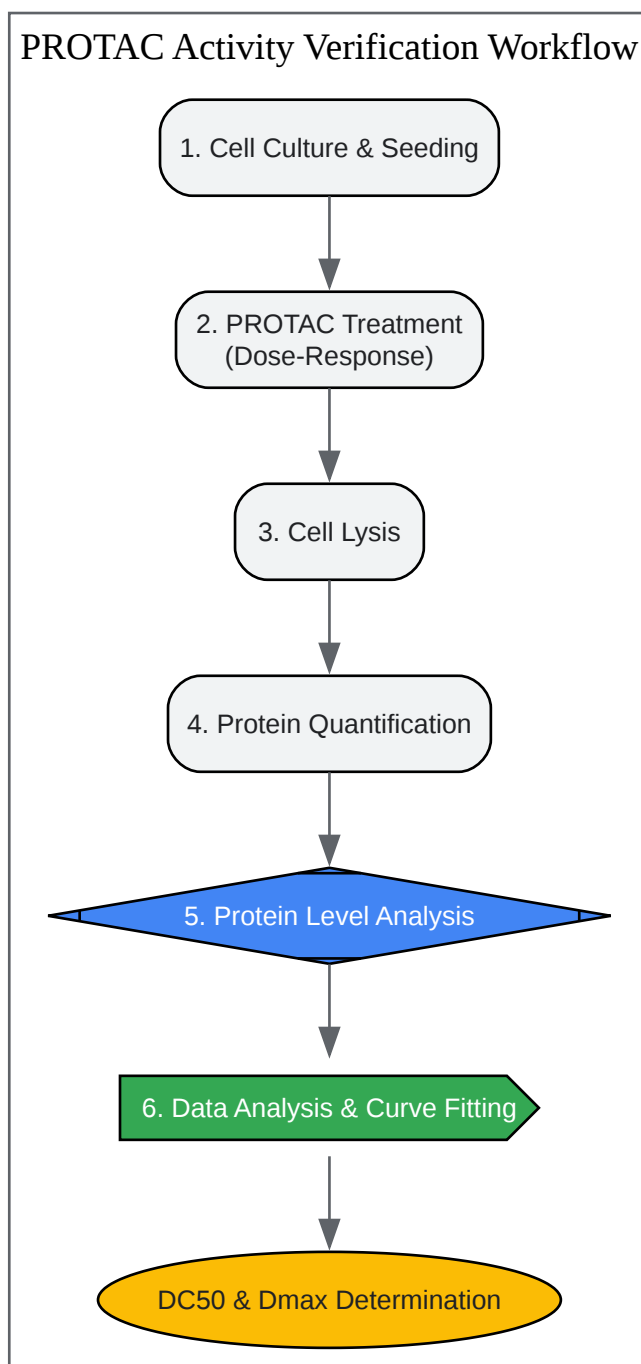 PROTAC Activity Verification Workflow
1. Cell Culture & Seeding
2. PROTAC Treatment
(Dose-Response)
3. Cell Lysis
4. Protein Quantification
5. Protein Level Analysis
6. Data Analysis & Curve Fitting
DC50 & Dmax Determination